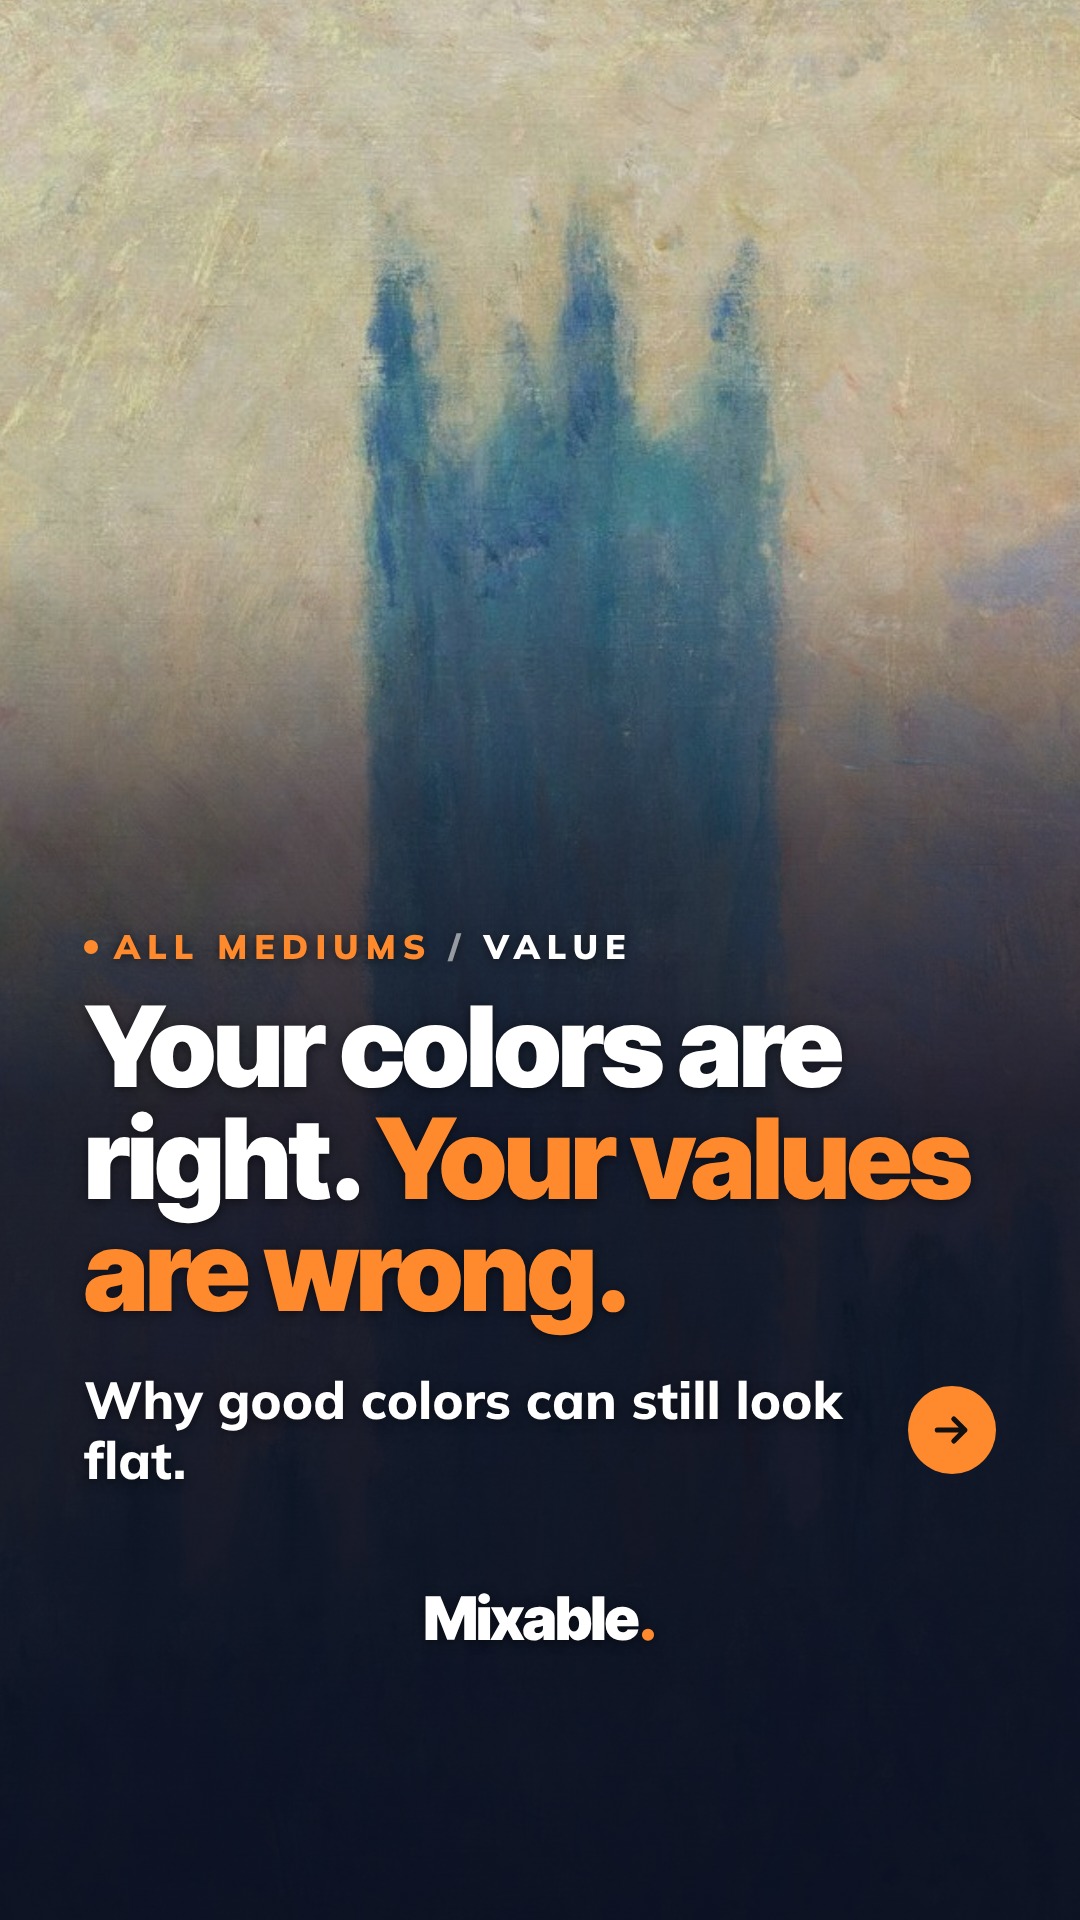 • ALL MEDIUMS / VALUE
Your colors are
right. Your values
are wrong.
Why good colors can still look
flat.
Mixable.